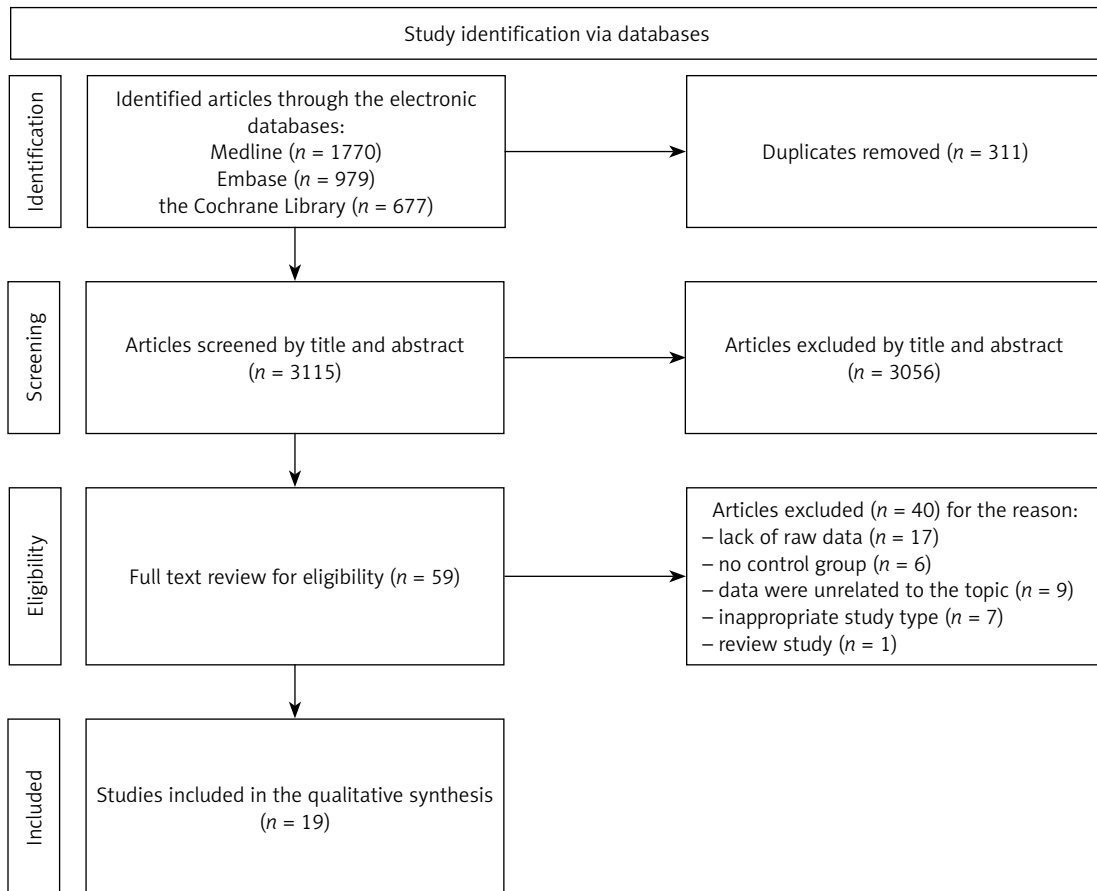 Study identification via databases
Identification
Identified articles through the electronic
databases:
Medline (n = 1770)
Embase (n = 979)
the Cochrane Library (n = 677)
Duplicates removed (n = 311)
Screening
Articles screened by title and abstract
(n = 3115)
Articles excluded by title and abstract
(n = 3056)
Eligibility
Full text review for eligibility (n = 59)
Articles excluded (n = 40) for the reason:
– lack of raw data (n = 17)
– no control group (n = 6)
– data were unrelated to the topic (n = 9)
– inappropriate study type (n = 7)
– review study (n = 1)
Included
Studies included in the qualitative synthesis
(n = 19)